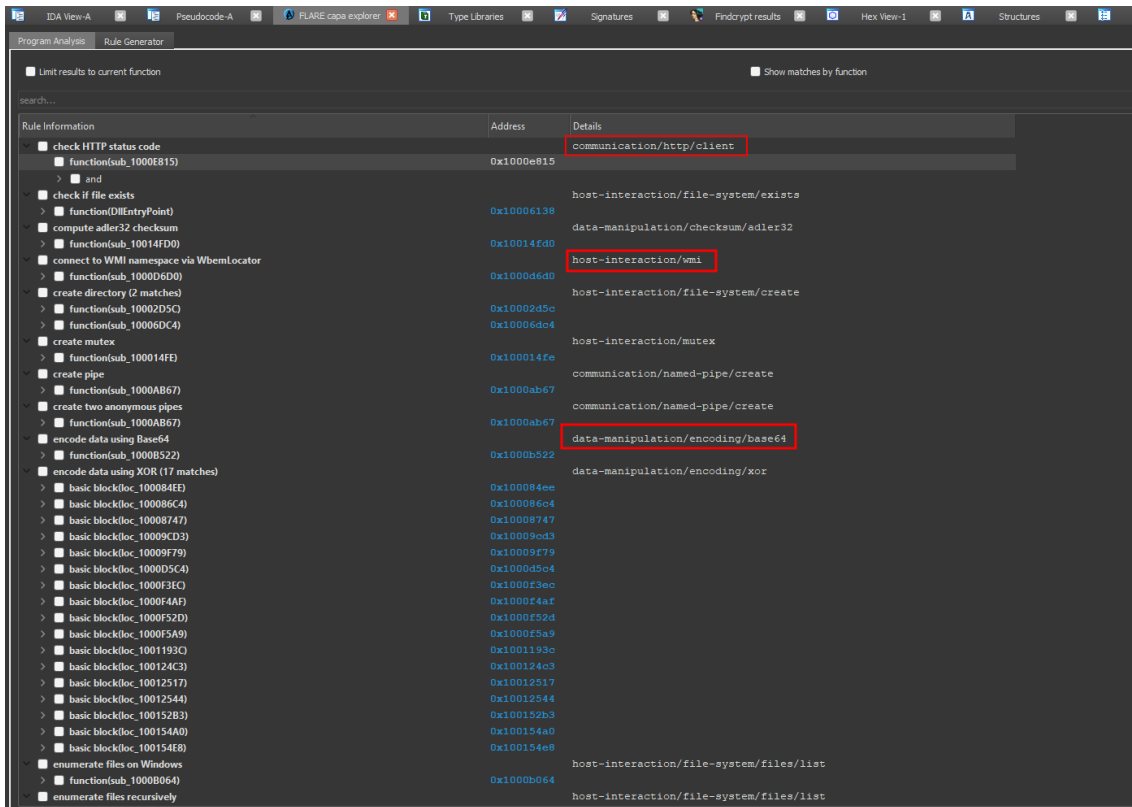 IDA View-A Pseudocode-A FLARE capa explorer Type Libraries Signatures Findcrypt results Hex View-1 Structures
Program Analysis Rule Generator
Limit results to current function Show matches by function
search...
Rule Information Address Details
check HTTP status code communication/http/client
function(sub_1000E815) 0x1000e815
and
check if file exists host-interaction/file-system/exists
function(DllEntryPoint) 0x10006138
compute adler32 checksum data-manipulation/checksum/adler32
function(sub_10014FD0) 0x10014fd0
connect to WMI namespace via WbemLocator host-interaction/wmi
function(sub_1000D6D0) 0x1000d6d0
create directory (2 matches) host-interaction/file-system/create
function(sub_10002D5C) 0x10002d5c
function(sub_10006DC4) 0x10006dc4
create mutex host-interaction/mutex
function(sub_100014FE) 0x100014fe
create pipe communication/named-pipe/create
function(sub_1000AB67) 0x1000ab67
create two anonymous pipes communication/named-pipe/create
function(sub_1000AB67) 0x1000ab67
encode data using Base64 data-manipulation/encoding/base64
function(sub_1000B522) 0x1000b522
encode data using XOR (17 matches) data-manipulation/encoding/xor
basic block(loc_100084EE) 0x100084ee
basic block(loc_100086C4) 0x100086c4
basic block(loc_10008747) 0x10008747
basic block(loc_10009CD3) 0x10009cd3
basic block(loc_10009F79) 0x10009f79
basic block(loc_1000D5C4) 0x1000d5c4
basic block(loc_1000F3EC) 0x1000f3ec
basic block(loc_1000F4AF) 0x1000f4af
basic block(loc_1000F52D) 0x1000f52d
basic block(loc_1000F5A9) 0x1000f5a9
basic block(loc_1001193C) 0x1001193c
basic block(loc_100124C3) 0x100124c3
basic block(loc_10012517) 0x10012517
basic block(loc_10012544) 0x10012544
basic block(loc_100152B3) 0x100152b3
basic block(loc_100154A0) 0x100154a0
basic block(loc_100154E8) 0x100154e8
enumerate files on Windows host-interaction/file-system/files/list
function(sub_1000B064) 0x1000b064
enumerate files recursively host-interaction/file-system/files/list